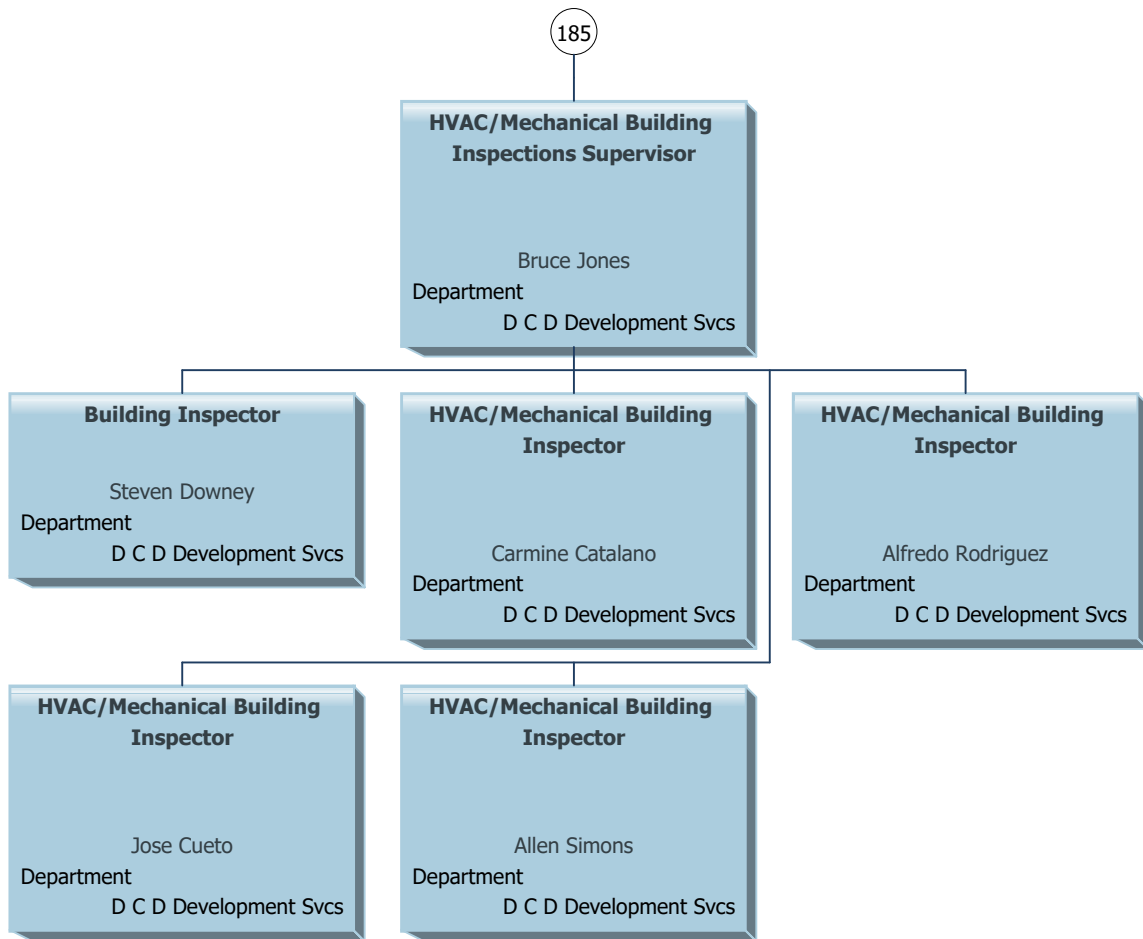 185
HVAC/Mechanical Building
Inspections Supervisor
Bruce Jones
Department
D C D Development Svcs
Building Inspector
Steven Downey
Department
D C D Development Svcs
HVAC/Mechanical Building
Inspector
Carmine Catalano
Department
D C D Development Svcs
HVAC/Mechanical Building
Inspector
Alfredo Rodriguez
Department
D C D Development Svcs
HVAC/Mechanical Building
Inspector
Jose Cueto
Department
D C D Development Svcs
HVAC/Mechanical Building
Inspector
Allen Simons
Department
D C D Development Svcs